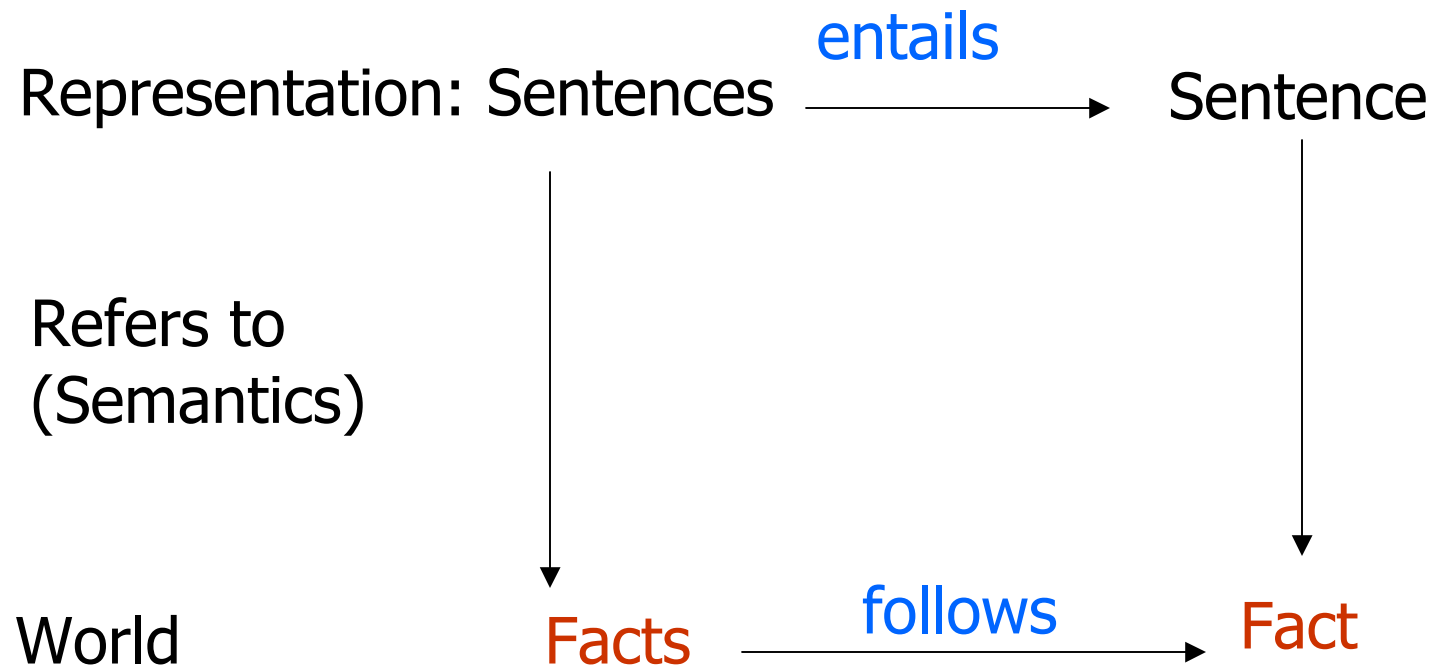 entails
Representation: Sentences Sentence
Refers to
(Semantics)
follows
World Facts Fact